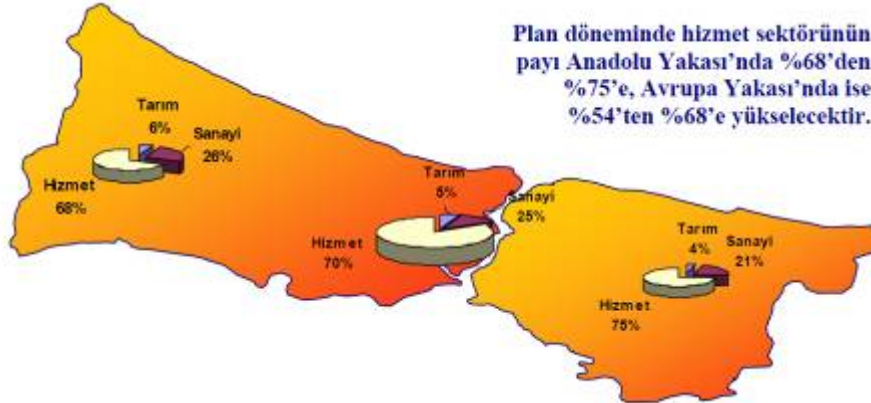 Plan döneminde hizmet sektörünün
payı Anadolu Yakası’nda %68’den
%75’e, Avrupa Yakası’nda ise
%54’ten %68’e yükselecektir.
Tarım
6%
Sanayi
26%
Hizmet
68%
Tarım
5%
Sanayi
25%
Hizmet
70%
Tarım
4%
Sanayi
21%
Hizmet
75%